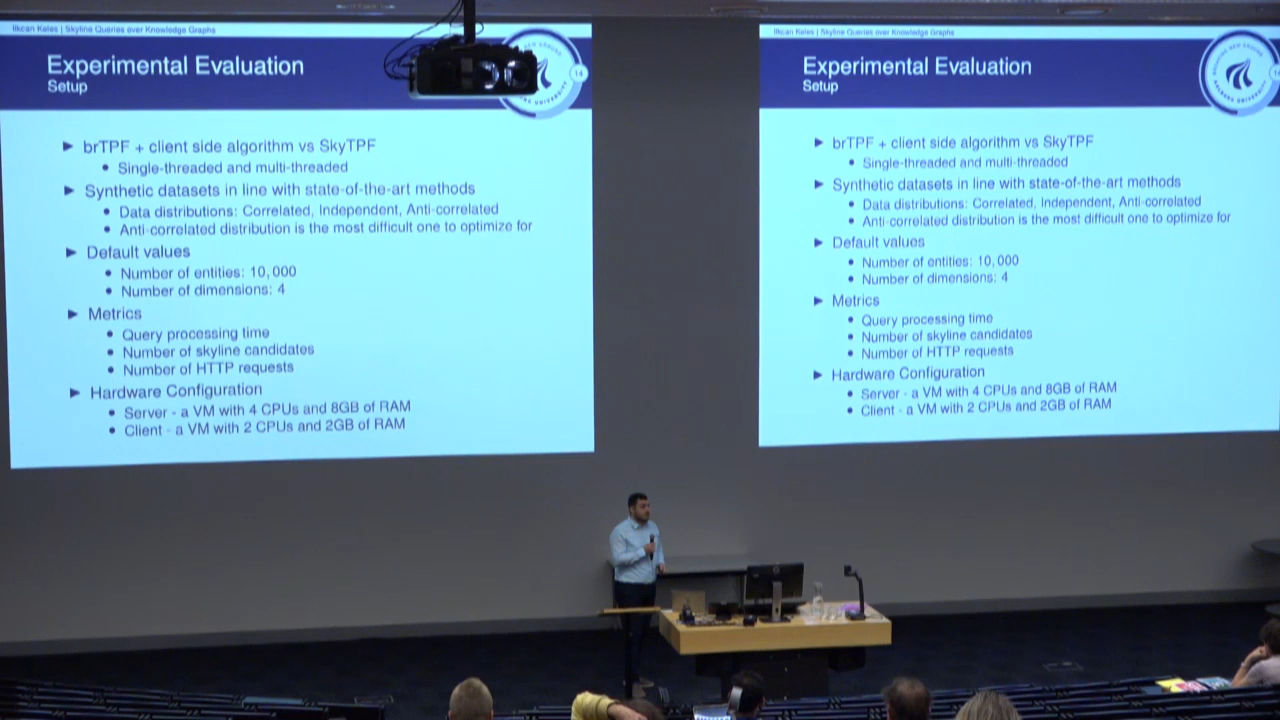 Ilkcan Keles | Skyline Queries over Knowledge Graphs
Experimental Evaluation
14
Setup
brTPF + client side algorithm vs SkyTPF
Single-threaded and multi-threaded
Synthetic datasets in line with state-of-the-art methods
Data distributions: Correlated, Independent, Anti-correlated
Anti-correlated distribution is the most difficult one to optimize for
Default values
Number of entities: 10,000
Number of dimensions: 4
Metrics
Query processing time
Number of skyline candidates
Number of HTTP requests
Hardware Configuration
Server - a VM with 4 CPUs and 8GB of RAM
Client - a VM with 2 CPUs and 2GB of RAM
Ilkcan Keles | Skyline Queries over Knowledge Graphs
Experimental Evaluation
Setup
brTPF + client side algorithm vs SkyTPF
Single-threaded and multi-threaded
Synthetic datasets in line with state-of-the-art methods
Data distributions: Correlated, Independent, Anti-correlated
Anti-correlated distribution is the most difficult one to optimize for
Default values
Number of entities: 10,000
Number of dimensions: 4
Metrics
Query processing time
Number of skyline candidates
Number of HTTP requests
Hardware Configuration
Server - a VM with 4 CPUs and 8GB of RAM
Client - a VM with 2 CPUs and 2GB of RAM